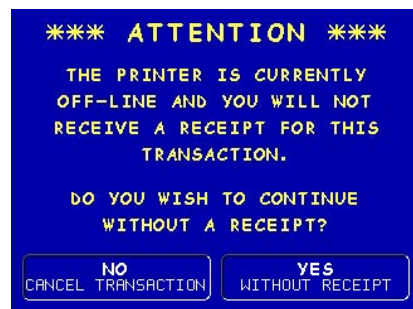 *** ATTENTION ***
THE PRINTER IS CURRENTLY
OFF-LINE AND YOU WILL NOT
RECEIVE A RECEIPT FOR THIS
TRANSACTION.
DO YOU WISH TO CONTINUE
WITHOUT A RECEIPT?
NO
CANCEL TRANSACTION
YES
WITHOUT RECEIPT